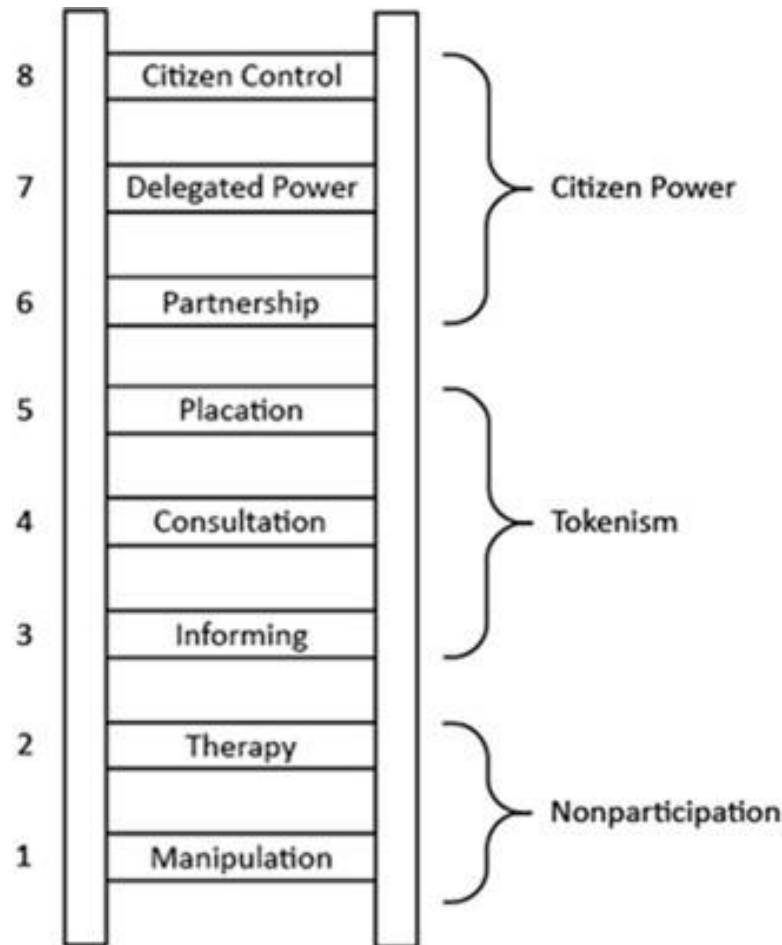 8 Citizen Control
7 Delegated Power Citizen Power
6 Partnership
5 Placation
4 Consultation Tokenism
3 Informing
2 Therapy
Nonparticipation
1 Manipulation